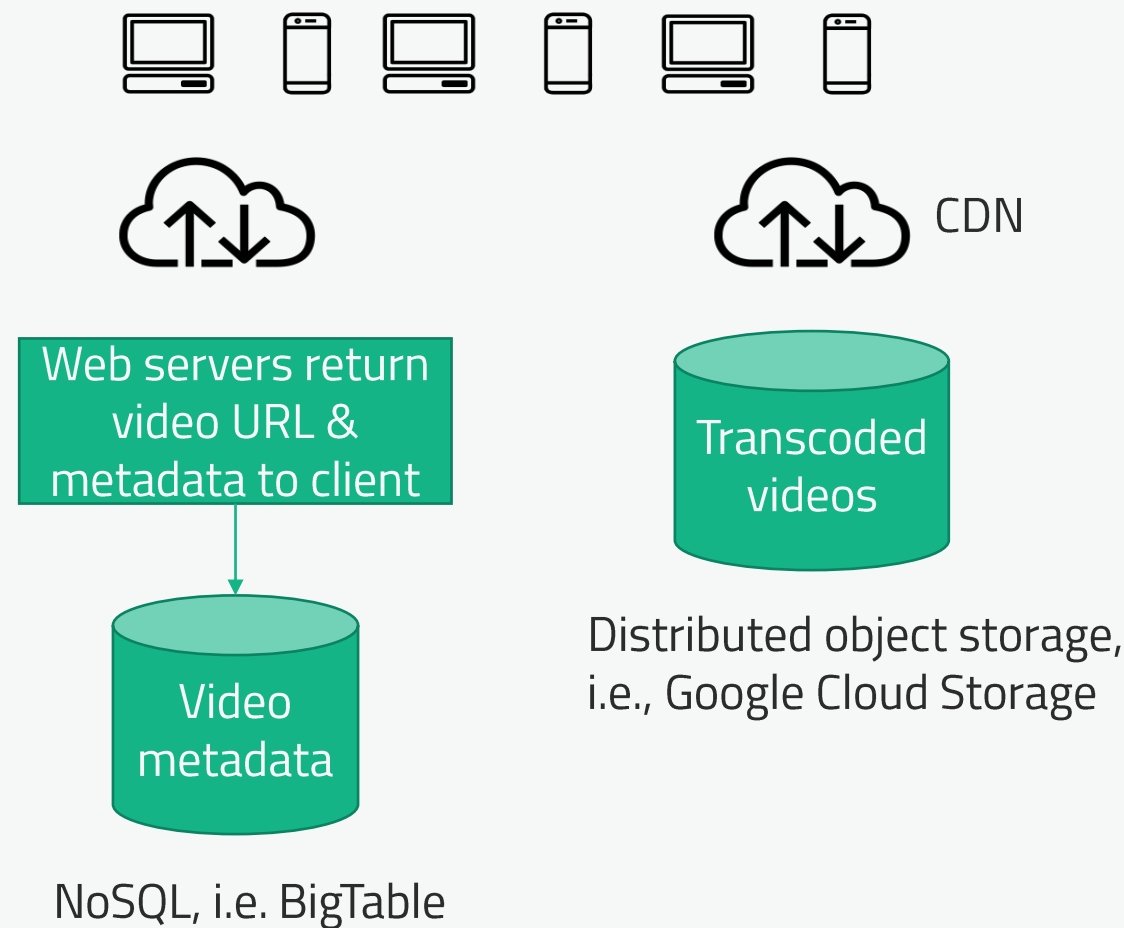 CDN
Web servers return
video URL &
metadata to client
Transcoded
videos
Distributed object storage,
i.e., Google Cloud Storage
Video
metadata
NoSQL, i.e. BigTable